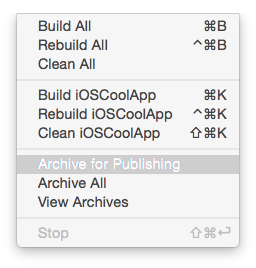 Build All ⌘B
Rebuild All ^⌘B
Clean All
Build iOSCoolApp ⌘K
Rebuild iOSCoolApp ^⌘K
Clean iOSCoolApp ⇧⌘K
Archive for Publishing
Archive All
View Archives
Stop ⇧⌘↩